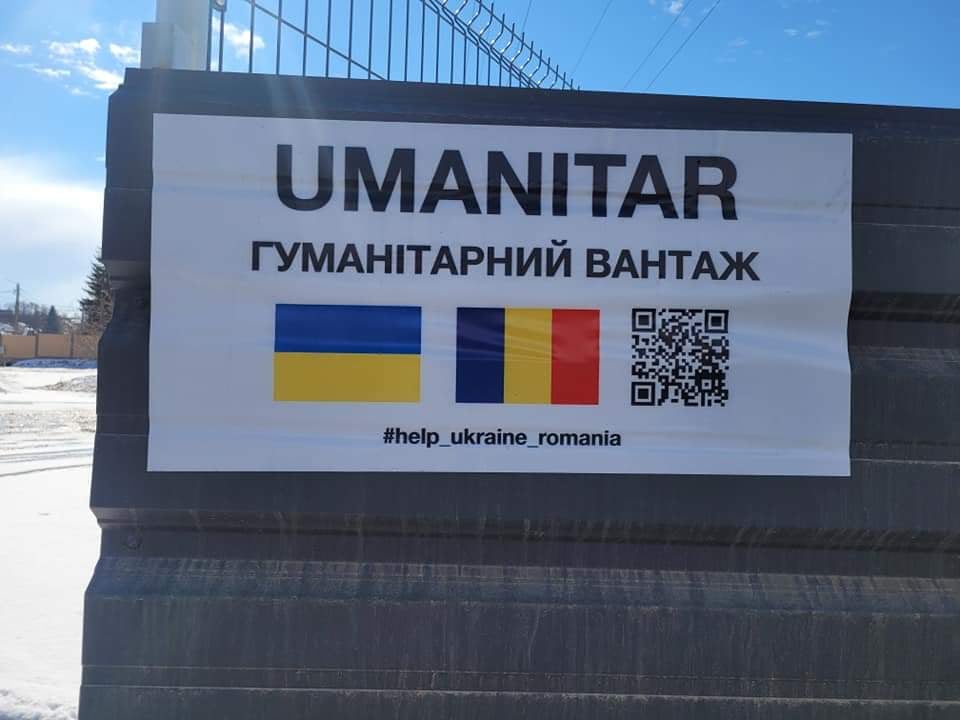 UMANITAR
ГУМАНІТАРНИЙ ВАНТАЖ
#help_ukraine_romania